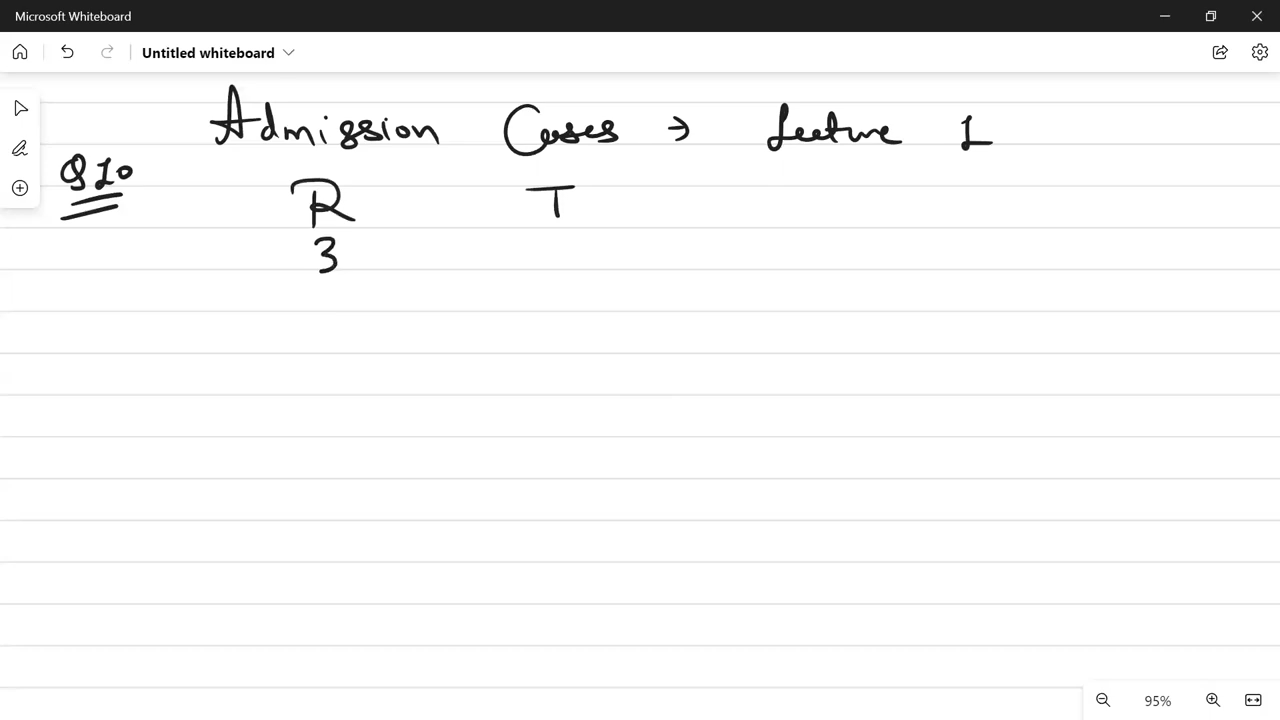 Microsoft Whiteboard
Untitled whiteboard
Admission Cases → Lecture 1
Q10
R T
3
95%